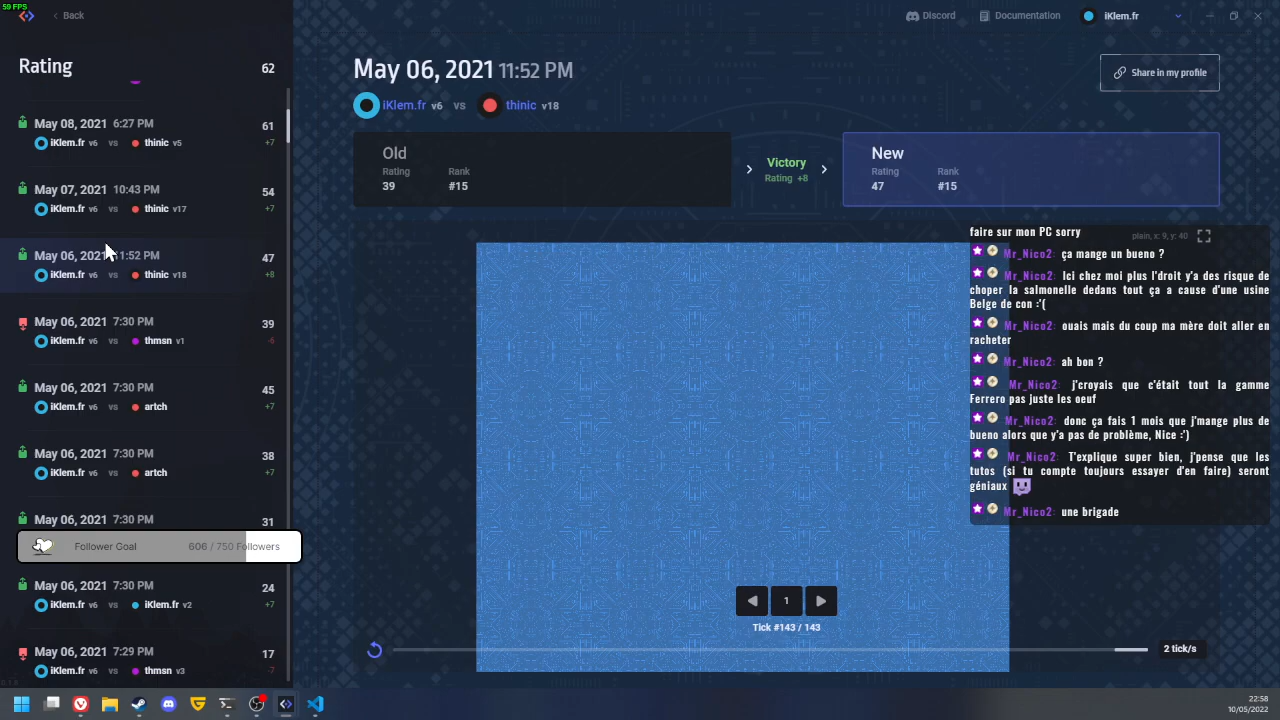 59 FPS
Back
Discord
Documentation
iKlem.fr
Rating
62
May 08, 2021 6:27 PM
61
iKlem.fr v6 vs thinic v5
+7
May 07, 2021 10:43 PM
54
iKlem.fr v6 vs thinic v17
+7
May 06, 2021 11:52 PM
47
iKlem.fr v6 vs thinic v18
+8
May 06, 2021 7:30 PM
39
iKlem.fr v6 vs thmsn v1
-6
May 06, 2021 7:30 PM
45
iKlem.fr v6 vs artch
+7
May 06, 2021 7:30 PM
38
iKlem.fr v6 vs artch
+7
May 06, 2021 7:30 PM
31
Follower Goal 606 / 750 Followers
May 06, 2021 7:30 PM
24
iKlem.fr v6 vs iKlem.fr v2
+7
May 06, 2021 7:29 PM
17
iKlem.fr v6 vs thmsn v3
-7
May 06, 2021 11:52 PM
Share in my profile
iKlem.fr v6 vs thinic v18
Old
Rating Rank
39 #15
Victory
Rating +8
New
Rating Rank
47 #15
plain, x: 9, y: 40
faire sur mon PC sorry
Mr_Nico2: ça mange un bueno ?
Mr_Nico2: Ici chez moi plus l'droit y'a des risque de
choper la salmonelle dedans tout ça a cause d'une usine
Belge de con :'(
Mr_Nico2: ouais mais du coup ma mère doit aller en
racheter
Mr_Nico2: ah bon ?
Mr_Nico2: j'croyais que c'était tout la gamme
Ferrero pas juste les oeuf
Mr_Nico2: donc ça fais 1 mois que j'mange plus de
bueno alors que y'a pas de problème, Nice :')
Mr_Nico2: T'explique super bien, j'pense que les
tutos (si tu compte toujours essayer d'en faire) seront
géniaux
Mr_Nico2: une brigade
1
Tick #143 / 143
2 tick/s
22:58
10/05/2022